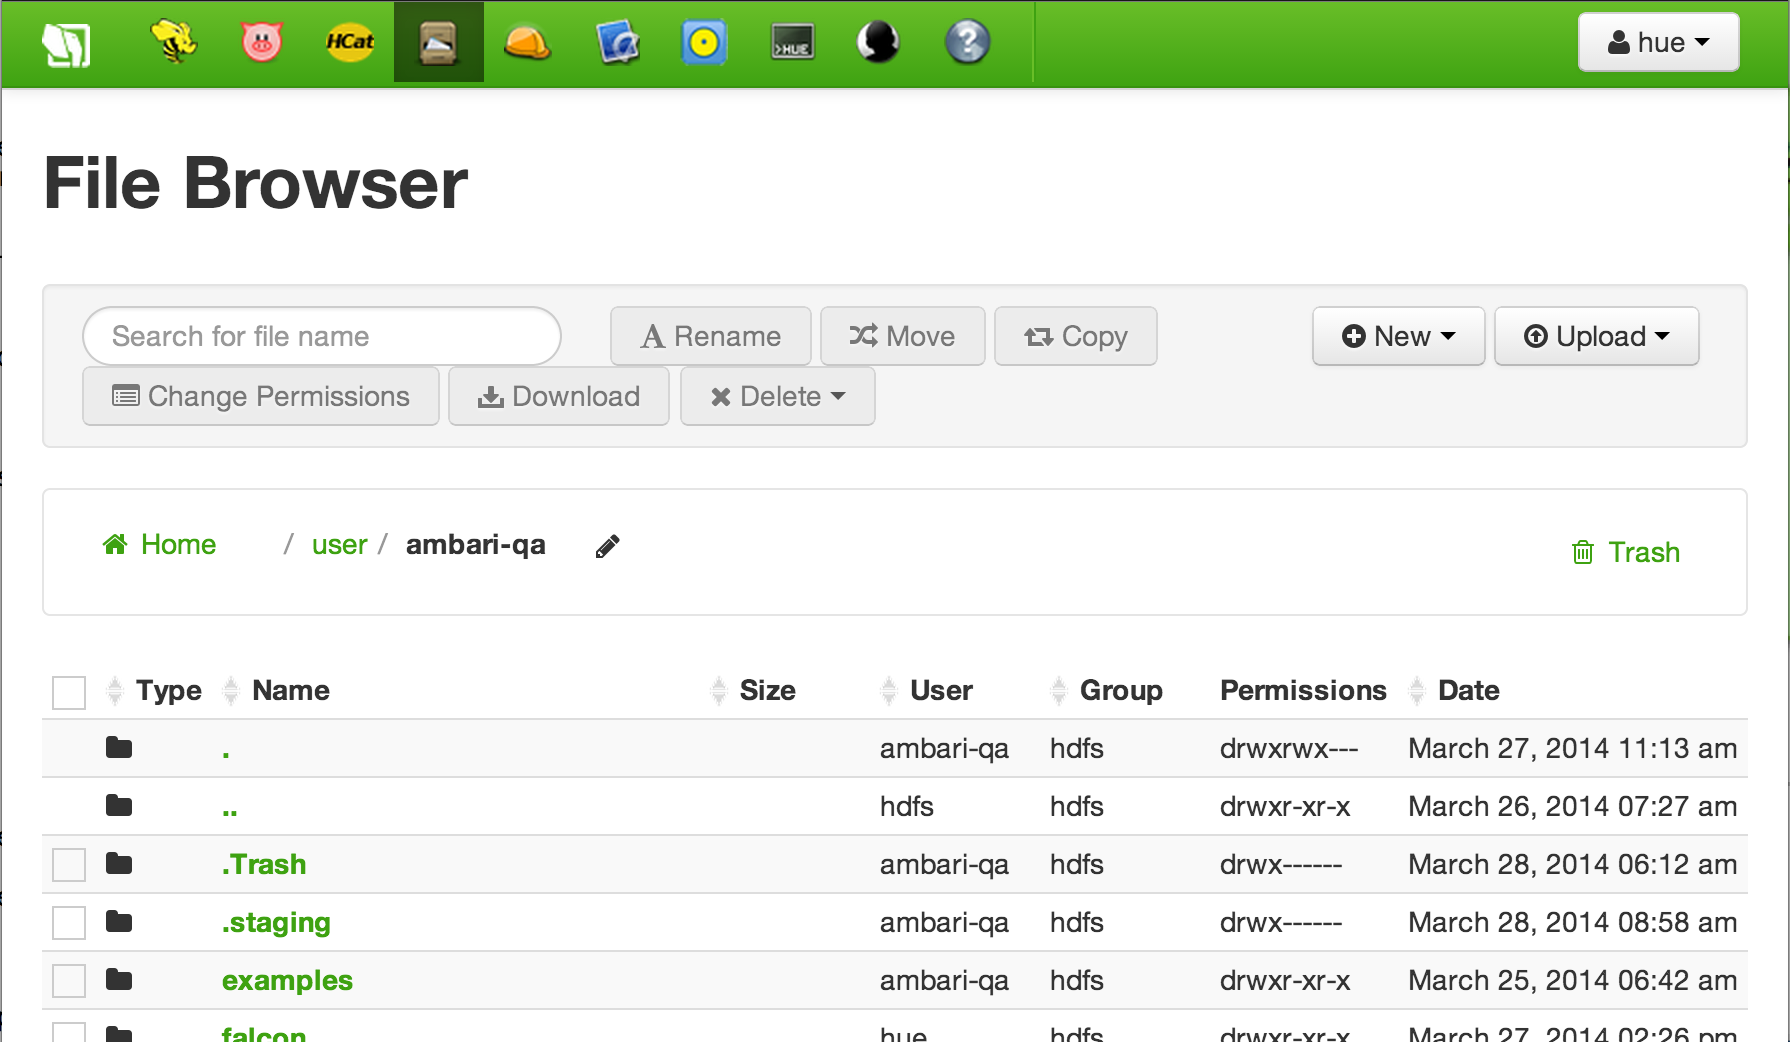 HCat >HUE ? hue
File Browser
Search for file name Rename Move Copy New Upload
Change Permissions Download Delete
Home / user / ambari-qa Trash
Type Name Size User Group Permissions Date
. ambari-qa hdfs drwxrwx--- March 27, 2014 11:13 am
.. hdfs hdfs drwxr-xr-x March 26, 2014 07:27 am
.Trash ambari-qa hdfs drwx------ March 28, 2014 06:12 am
.staging ambari-qa hdfs drwx------ March 28, 2014 08:58 am
examples ambari-qa hdfs drwxr-xr-x March 25, 2014 06:42 am
falcon hue hdfs drwxr-xr-x March 27, 2014 02:26 pm